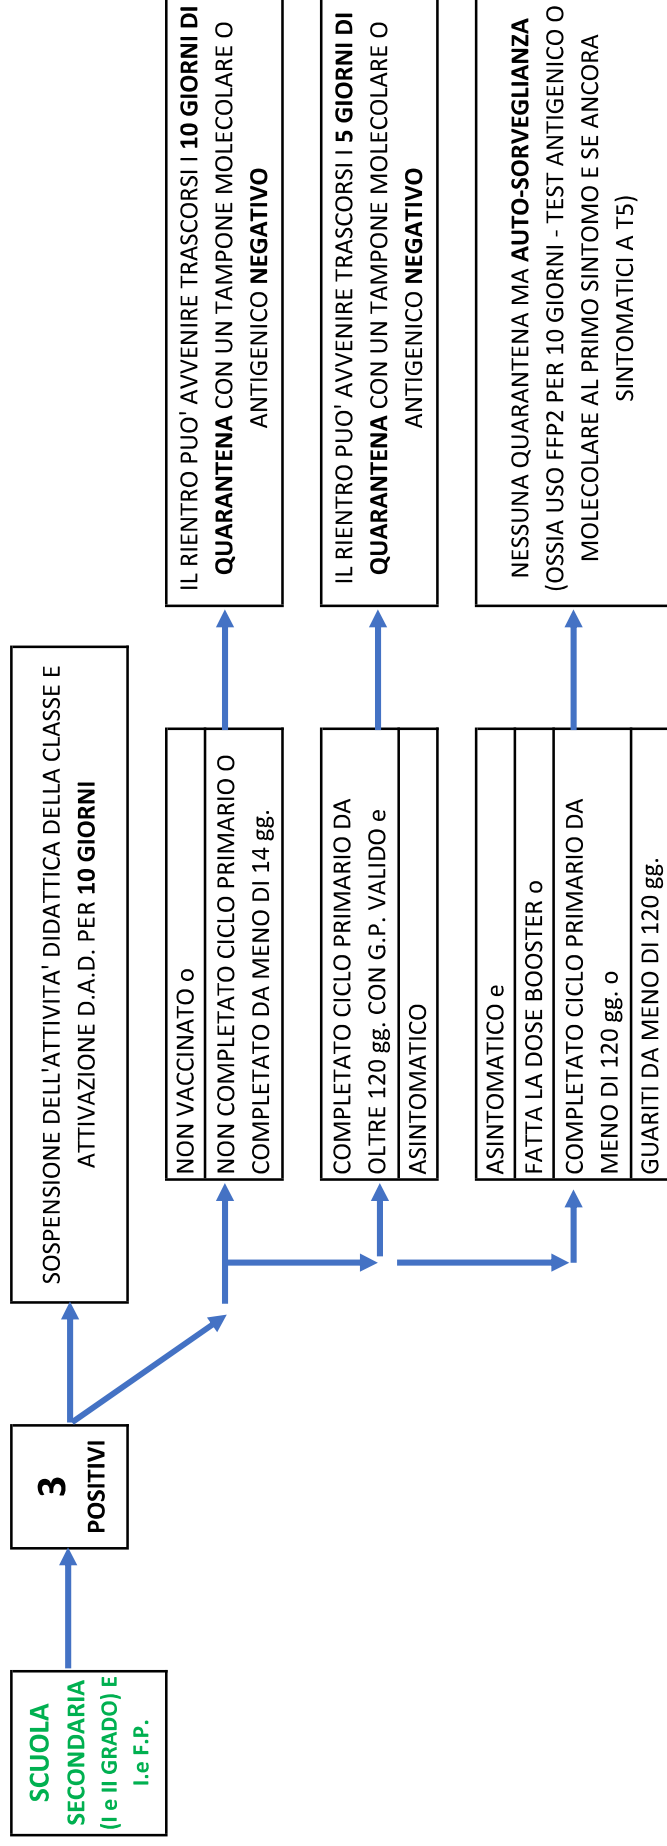 SCUOLA
SECONDARIA
(I e II GRADO) E
I.e F.P.
3
POSITIVI
SOSPENSIONE DELL'ATTIVITA' DIDATTICA DELLA CLASSE E
ATTIVAZIONE D.A.D. PER 10 GIORNI
NON VACCINATO o
NON COMPLETATO CICLO PRIMARIO O
COMPLETATO DA MENO DI 14 gg.
IL RIENTRO PUO' AVVENIRE TRASCORSI I 10 GIORNI DI
QUARANTENA CON UN TAMPONE MOLECOLARE O
ANTIGENICO NEGATIVO
COMPLETATO CICLO PRIMARIO DA
OLTRE 120 gg. CON G.P. VALIDO e
ASINTOMATICO
IL RIENTRO PUO' AVVENIRE TRASCORSI I 5 GIORNI DI
QUARANTENA CON UN TAMPONE MOLECOLARE O
ANTIGENICO NEGATIVO
ASINTOMATICO e
FATTA LA DOSE BOOSTER o
COMPLETATO CICLO PRIMARIO DA
MENO DI 120 gg. o
GUARITI DA MENO DI 120 gg.
NESSUNA QUARANTENA MA AUTO-SORVEGLIANZA
(OSSIA USO FFP2 PER 10 GIORNI - TEST ANTIGENICO O
MOLECOLARE AL PRIMO SINTOMO E SE ANCORA
SINTOMATICI A T5)